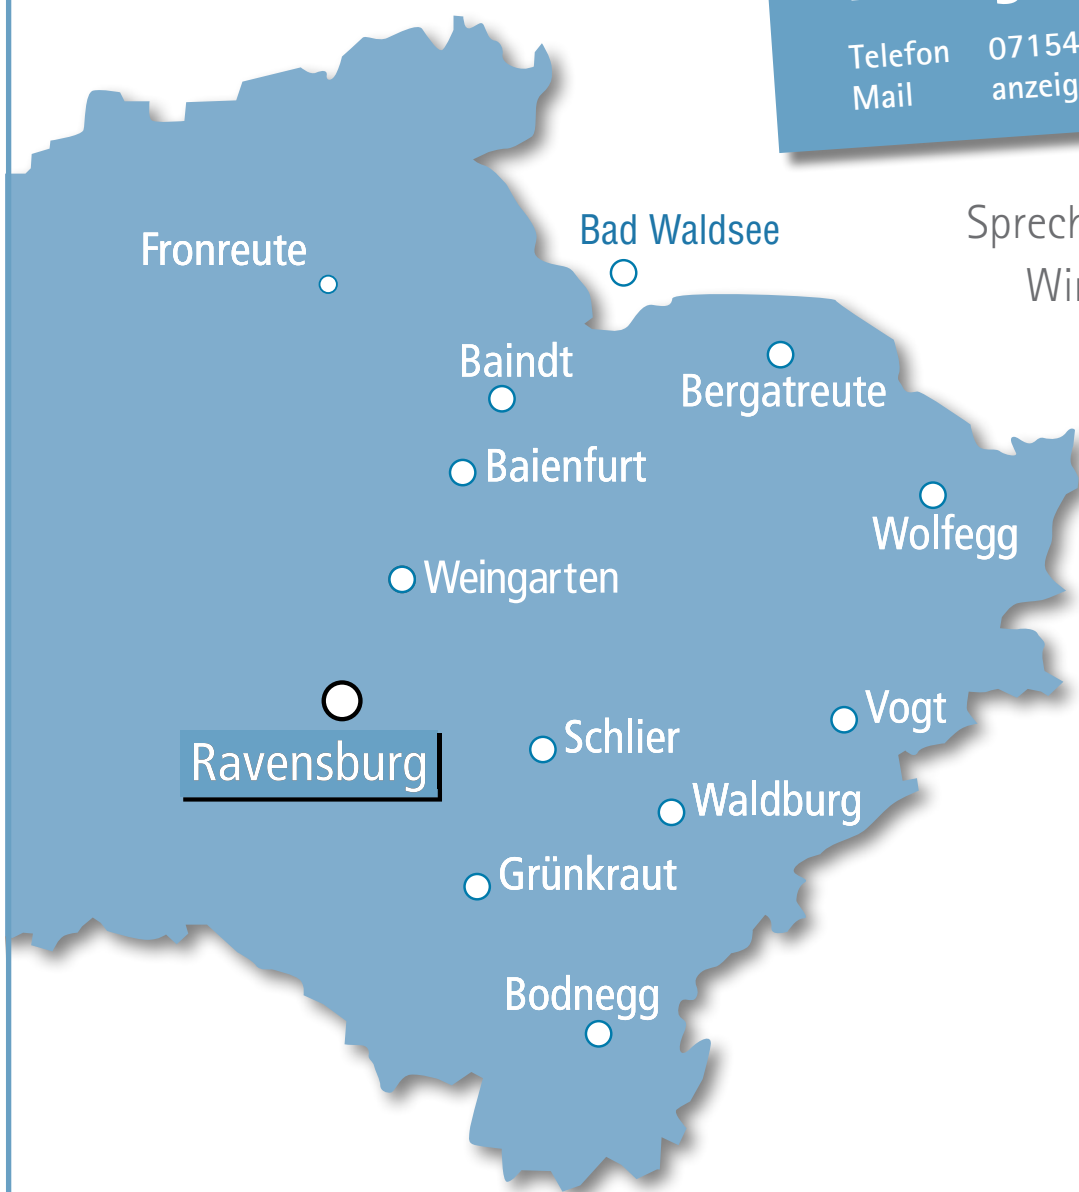 Telefon 07154
Mail anzeig
Sprech
Bad Waldsee
Fronreute
Wir
Baindt
Bergatreute
Baienfurt
Wolfegg
Weingarten
Vogt
Schlier
Ravensburg
Waldburg
Grünkraut
Bodnegg